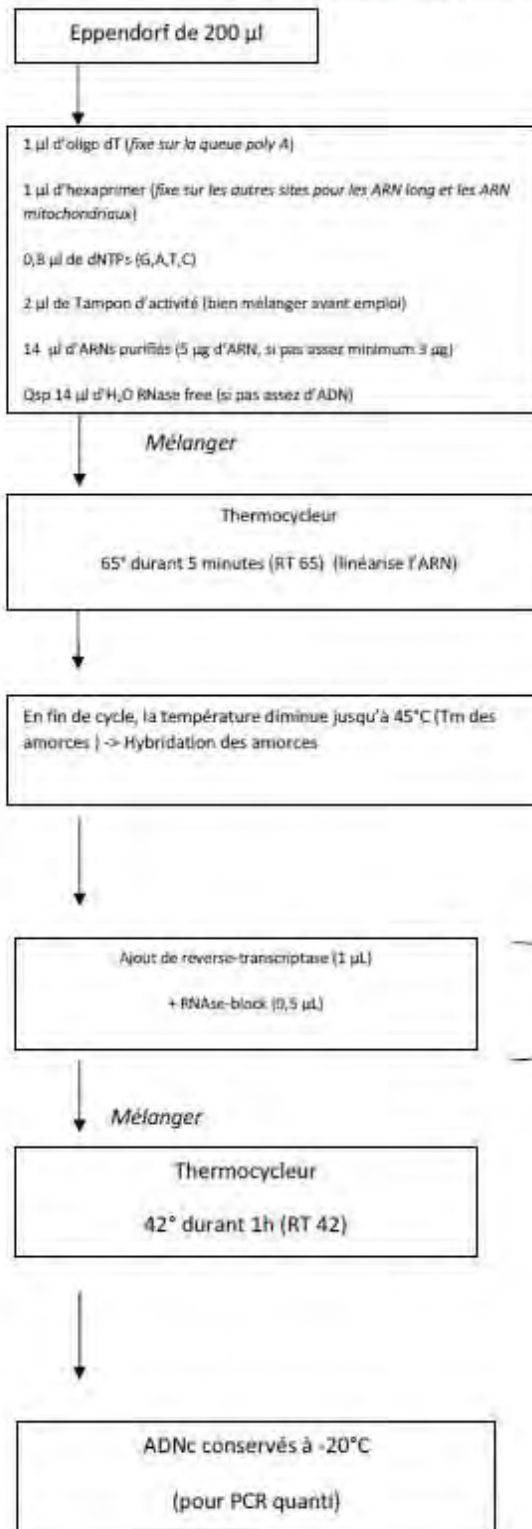 Eppendorf de 200 µl
1 µl d'oligo dT (fixe sur la queue poly A)
1 µl d'hexaprimer (fixe sur les autres sites pour les ARN long et les ARN
mitochondriaux)
0,8 µl de dNTPs (G,A,T,C)
2 µl de Tampon d'activité (bien mélanger avant emploi)
14 µl d'ARNs purifiés (5 µg d'ARN, si pas assez minimum 3 µg)
Qsp 14 µl d'H₂O RNase free (si pas assez d'ADN)
Mélanger
Thermocycleur
65° durant 5 minutes (RT 65) (linéarise l'ARN)
En fin de cycle, la température diminue jusqu'à 45°C (Tm des
amorces ) -> Hybridation des amorces
Ajout de reverse-transcriptase (1 µL)
+ RNAse-block (0,5 µL)
Mélanger
Thermocycleur
42° durant 1h (RT 42)
ADNc conservés à -20°C
(pour PCR quanti)